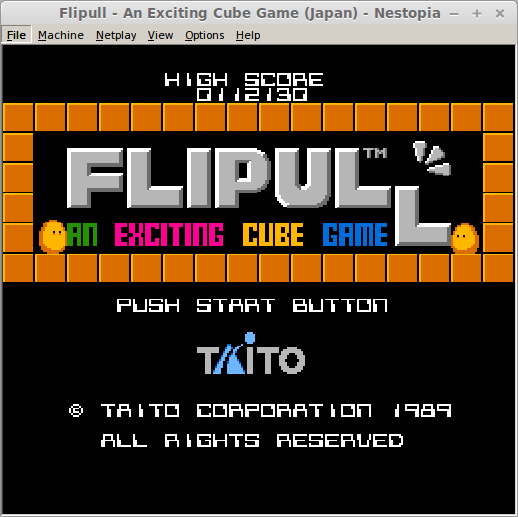 Flipull - An Exciting Cube Game (Japan) - Nestopia
File Machine Netplay View Options Help
HIGH SCORE
012130
FLIPULL™
AN EXCITING CUBE GAME
PUSH START BUTTON
TAITO
© TAITO CORPORATION 1989
ALL RIGHTS RESERVED